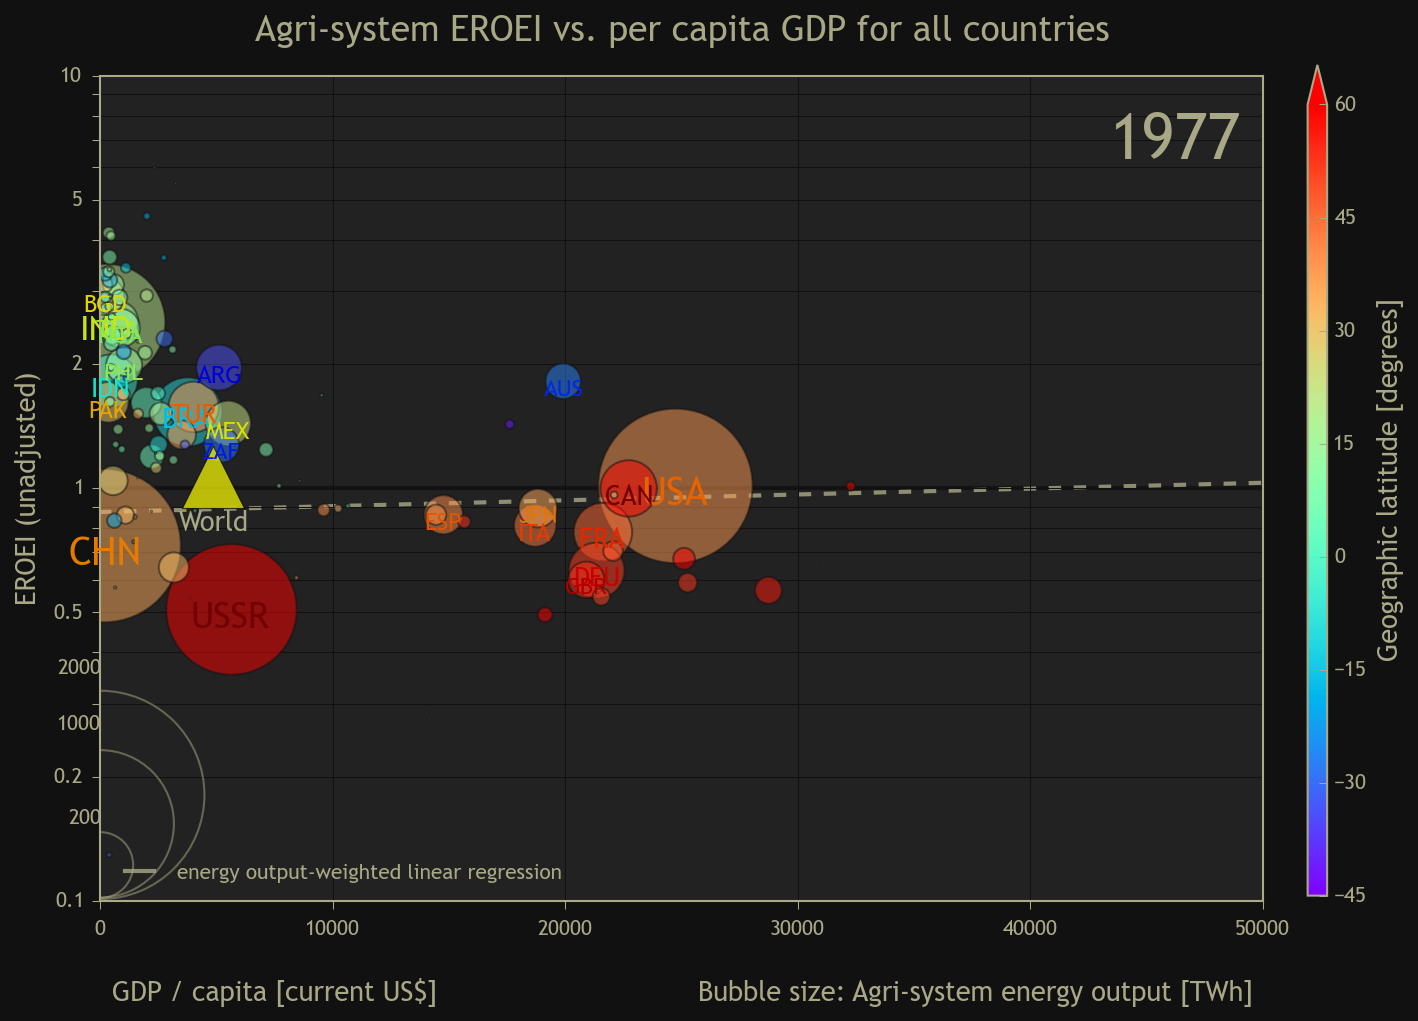 Agri-system EROEI vs. per capita GDP for all countries
1977
EROEI (unadjusted)
10
5
2
1
0.5
0.2
0.1
2000
1000
200
BGD
IND
PHL
IDN
PAK
BRA
TUR
MEX
ZAF
ARG
AUS
World
CHN
USSR
ESP
JPN
ITA
FRA
DEU
GBR
CAN
USA
energy output-weighted linear regression
0
10000
20000
30000
40000
50000
GDP / capita [current US$]
Bubble size: Agri-system energy output [TWh]
60
45
30
15
0
−15
−30
−45
Geographic latitude [degrees]